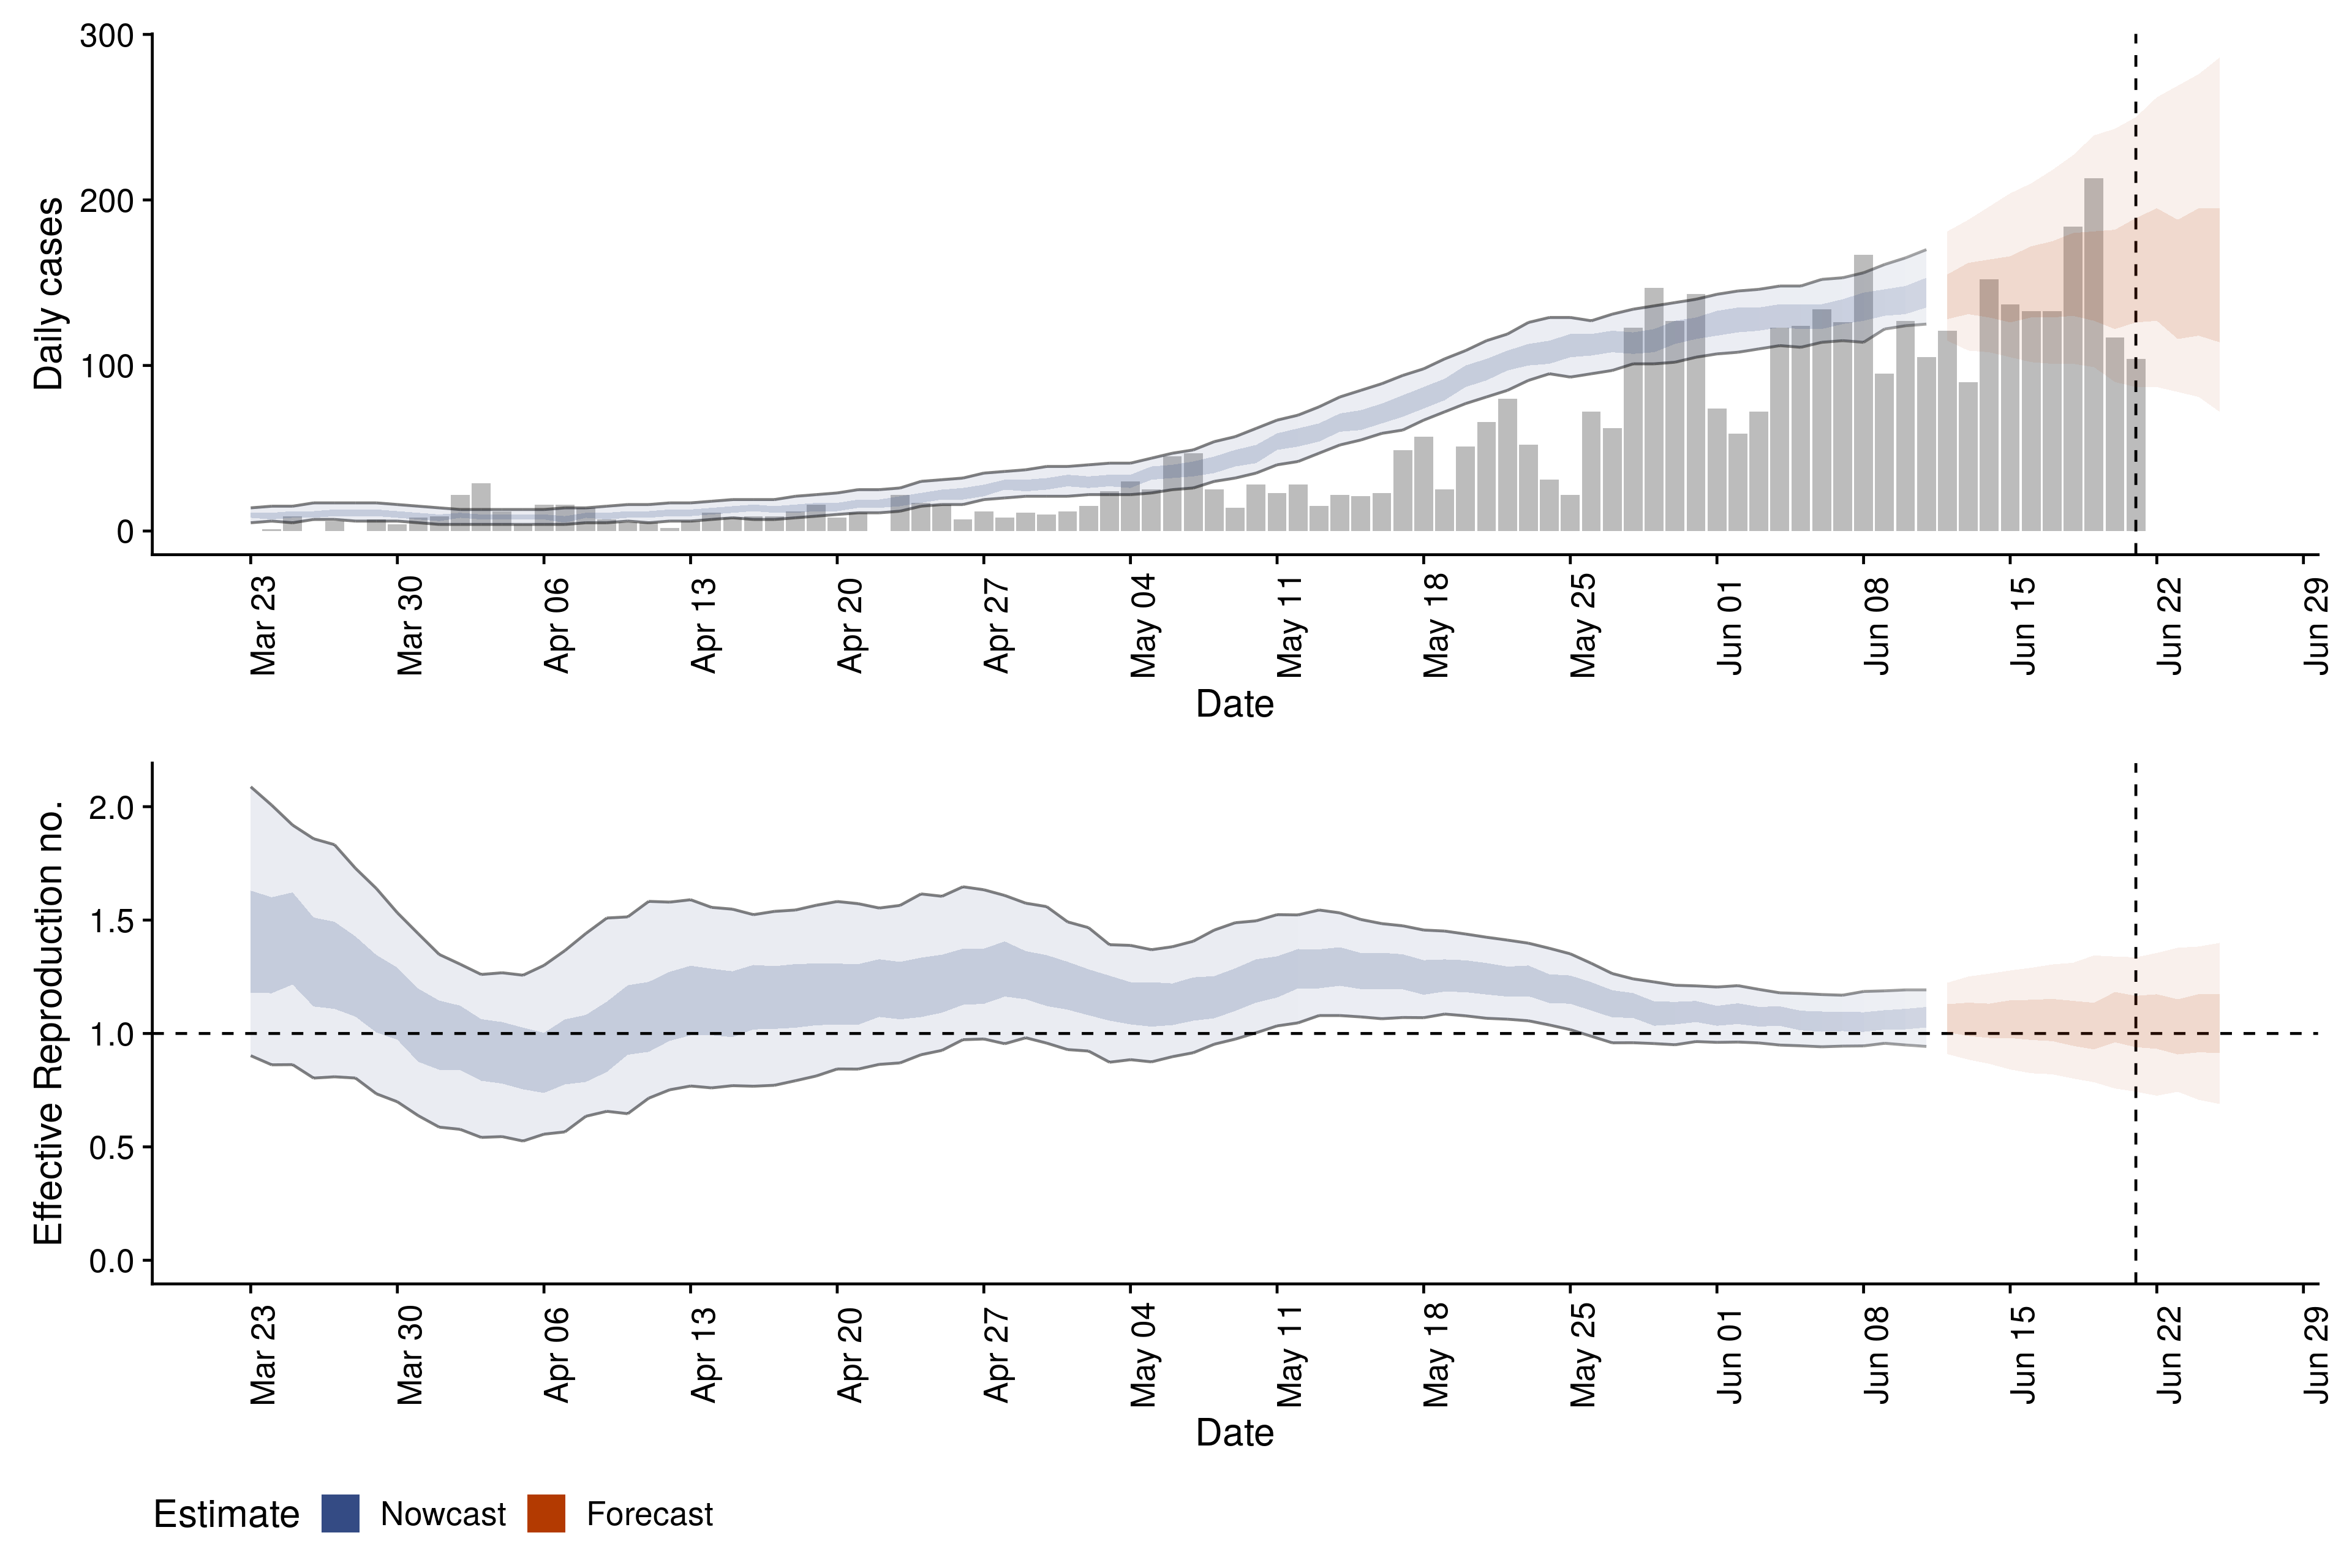 Daily cases
300
200
100
0
Mar 23
Mar 30
Apr 06
Apr 13
Apr 20
Apr 27
May 04
May 11
May 18
May 25
Jun 01
Jun 08
Jun 15
Jun 22
Jun 29
Date
Effective Reproduction no.
2.0
1.5
1.0
0.5
0.0
Mar 23
Mar 30
Apr 06
Apr 13
Apr 20
Apr 27
May 04
May 11
May 18
May 25
Jun 01
Jun 08
Jun 15
Jun 22
Jun 29
Date
Estimate Nowcast Forecast